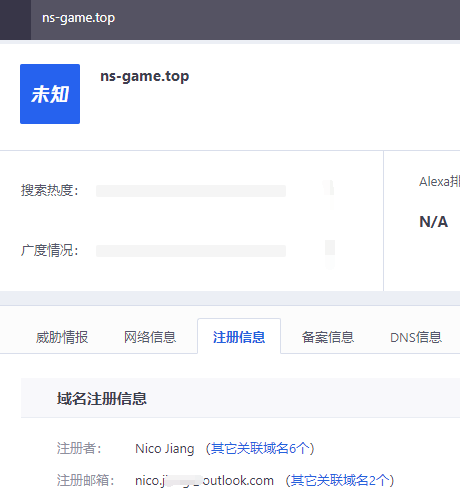 ns-game.top
未知
ns-game.top
搜索热度：
Alexa排
N/A
广度情况：
威胁情报 网络信息 注册信息 备案信息 DNS信息
域名注册信息
注册者： Nico Jiang （其它关联域名6个）
注册邮箱： outlook.com （其它关联域名2个）